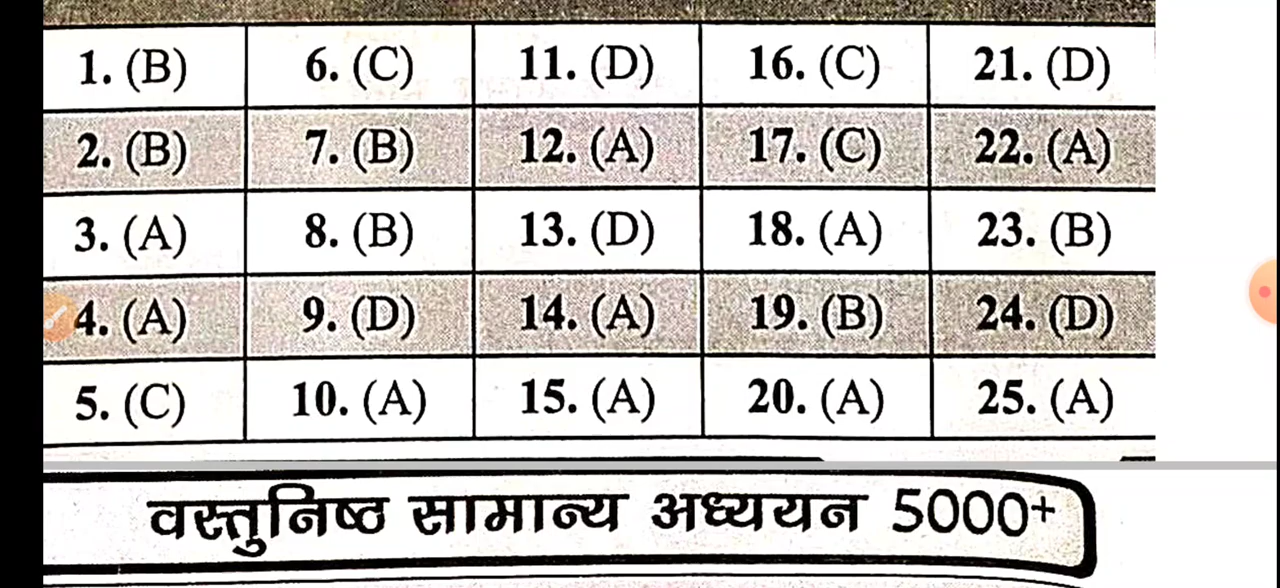 1. (B) 6. (C) 11. (D) 16. (C) 21. (D)
2. (B) 7. (B) 12. (A) 17. (C) 22. (A)
3. (A) 8. (B) 13. (D) 18. (A) 23. (B)
4. (A) 9. (D) 14. (A) 19. (B) 24. (D)
5. (C) 10. (A) 15. (A) 20. (A) 25. (A)
वस्तुनिष्ठ सामान्य अध्ययन 5000+